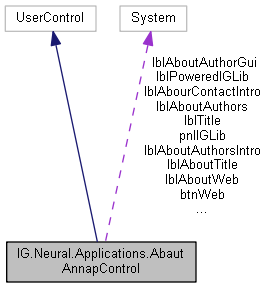 UserControl
System
lblAboutAuthorGui
lblPoweredIGLib
lblAbourContactIntro
lblAboutAuthors
lblTitle
pnlIGLib
lblAboutAuthorsIntro
lblAboutTitle
lblAboutWeb
btnWeb
...
IG.Neural.Applications.Abaut
AnnapControl